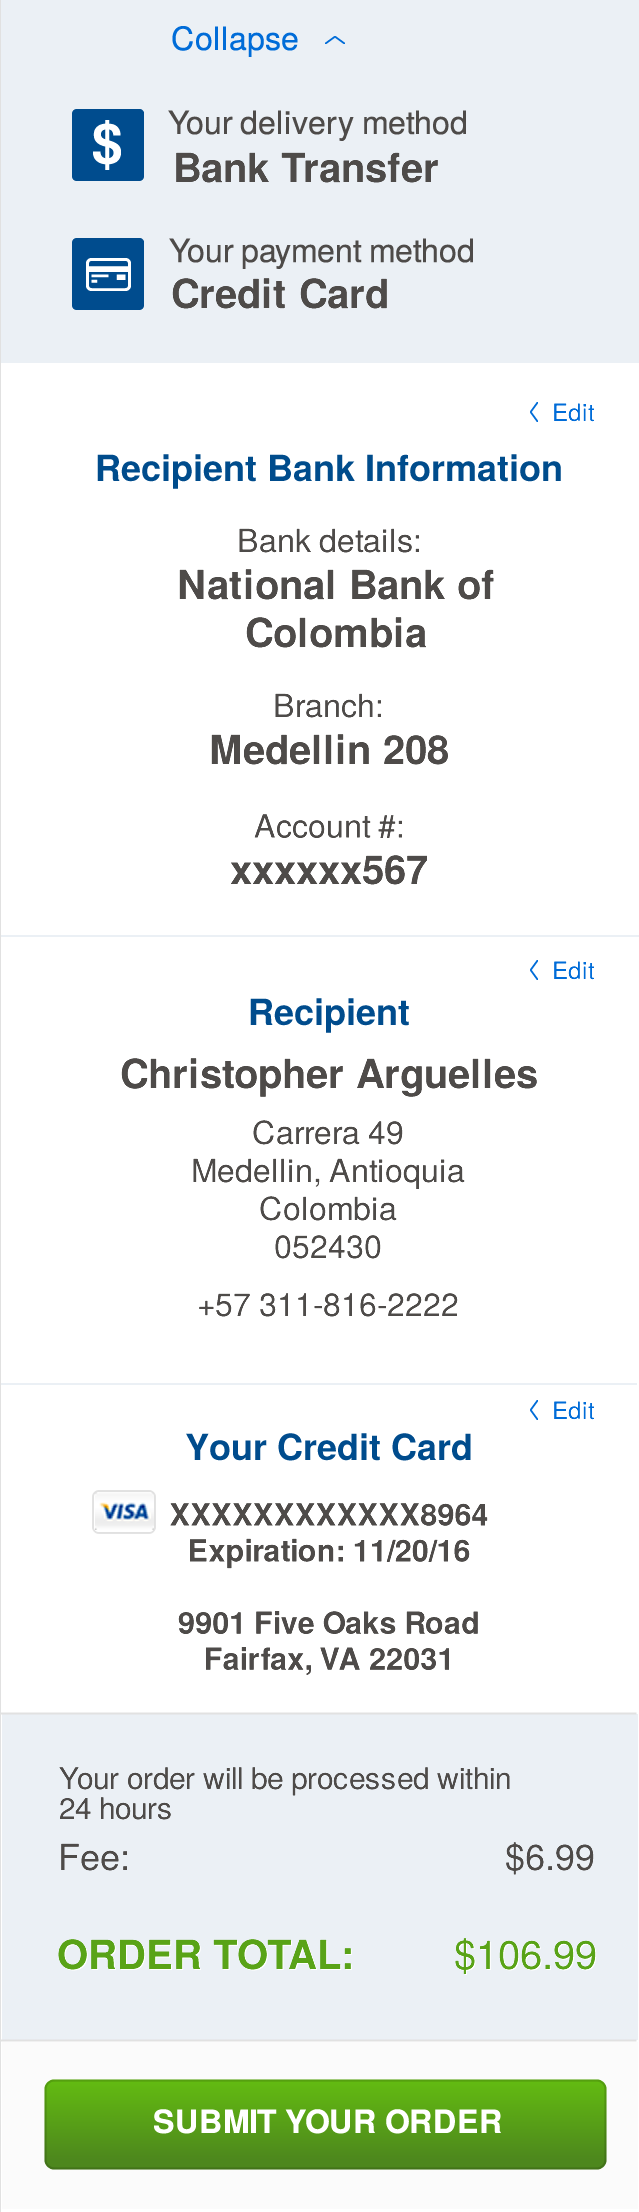 Collapse
$
Your delivery method
Bank Transfer
Your payment method
Credit Card
Edit
Recipient Bank Information
Bank details:
National Bank of
Colombia
Branch:
Medellin 208
Account #:
xxxxxx567
Edit
Recipient
Christopher Arguelles
Carrera 49
Medellin, Antioquia
Colombia
052430
+57 311-816-2222
Edit
Your Credit Card
VISA XXXXXXXXXXXX8964
Expiration: 11/20/16
9901 Five Oaks Road
Fairfax, VA 22031
Your order will be processed within
24 hours
Fee: $6.99
ORDER TOTAL: $106.99
SUBMIT YOUR ORDER